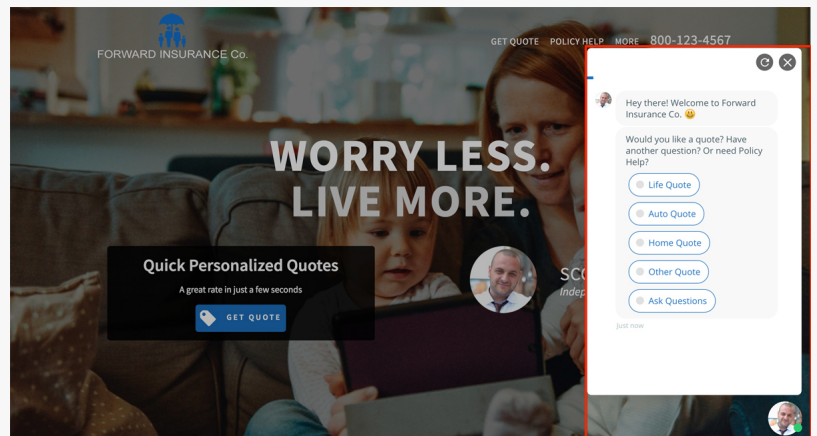 FORWARD INSURANCE Co.
GET QUOTE POLICY HELP MORE 800-123-4567
WORRY LESS.
LIVE MORE.
Quick Personalized Quotes
A great rate in just a few seconds
GET QUOTE
Hey there! Welcome to Forward
Insurance Co. 😃
Would you like a quote? Have
another question? Or need Policy
Help?
Life Quote
Auto Quote
Home Quote
Other Quote
Ask Questions
Just now